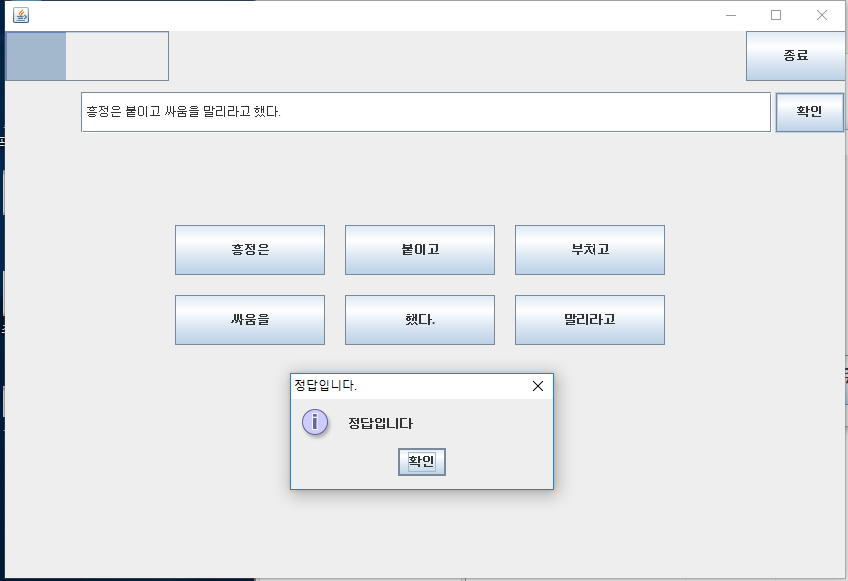 종료
흥정은 붙이고 싸움을 말리라고 했다.
확인
흥정은
붙이고
부처고
싸움을
했다.
말리라고
정답입니다.
정답입니다
확인